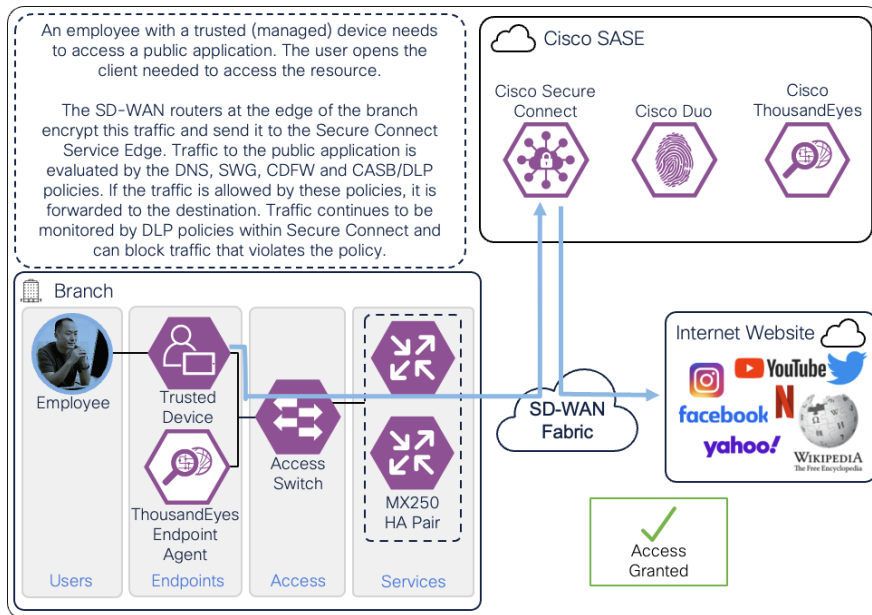 An employee with a trusted (managed) device needs
to access a public application. The user opens the
client needed to access the resource.
The SD-WAN routers at the edge of the branch
encrypt this traffic and send it to the Secure Connect
Service Edge. Traffic to the public application is
evaluated by the DNS, SWG, CDFW and CASB/DLP
policies. If the traffic is allowed by these policies, it is
forwarded to the destination. Traffic continues to be
monitored by DLP policies within Secure Connect and
can block traffic that violates the policy.
Cisco SASE
Cisco Secure
Connect
Cisco Duo
Cisco
ThousandEyes
Branch
Employee
Trusted
Device
ThousandEyes
Endpoint
Agent
Access
Switch
MX250
HA Pair
Users
Endpoints
Access
Services
SD-WAN
Fabric
Internet Website
YouTube
facebook
N
yahoo!
WIKIPEDIA
The Free Encyclopedia
Access
Granted